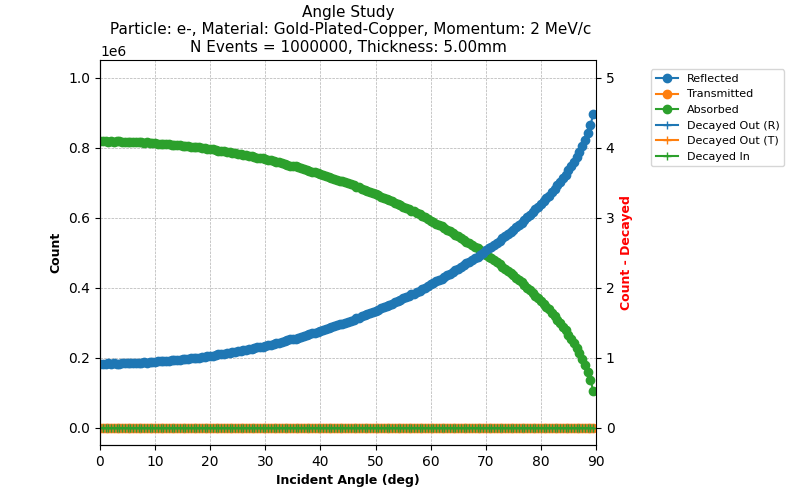 Angle Study
Particle: e-, Material: Gold-Plated-Copper, Momentum: 2 MeV/c
N Events = 1000000, Thickness: 5.00mm
1e6
1.0
0.8
0.6
0.4
0.2
0.0
Count
0 10 20 30 40 50 60 70 80 90
Incident Angle (deg)
5
4
3
2
1
0
Count - Decayed
Reflected
Transmitted
Absorbed
Decayed Out (R)
Decayed Out (T)
Decayed In